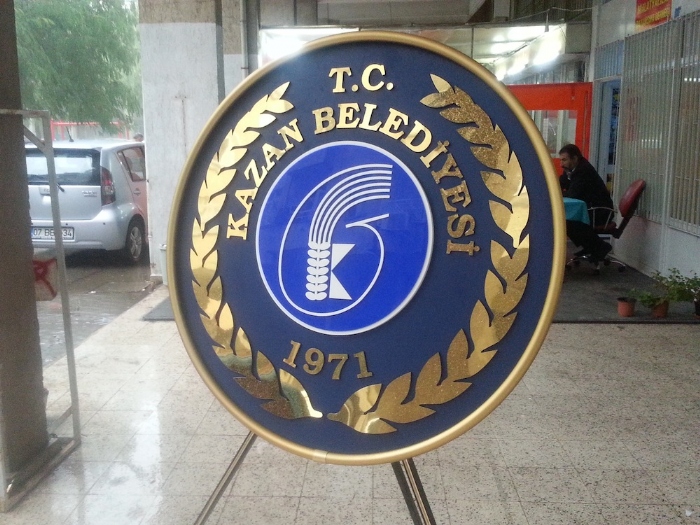 T.C.
KAZAN BELEDİYESİ
K
1971